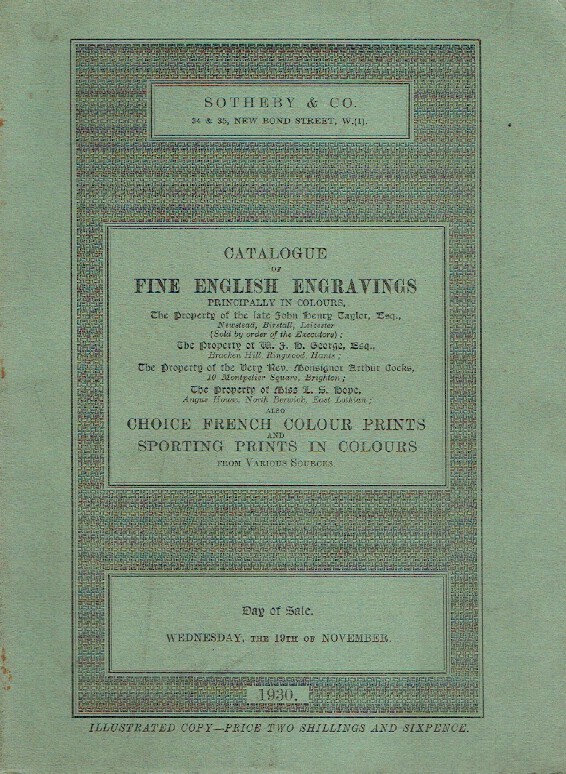 SOTHEBY & CO.
34 & 35, NEW BOND STREET, W.(1).
CATALOGUE
OF
FINE ENGLISH ENGRAVINGS
PRINCIPALLY IN COLOURS,
The Property of the late John Henry Taylor, Esq.,
Newstead, Birstall, Leicester
(Sold by order of the Executors);
The Property of W. F. H. George, Esq.,
Bracken Hill, Ringwood, Hants;
The Property of the Very Rev. Monsignor Arthur Cocks,
10 Montpelier Square, Brighton;
The Property of Miss L. S. Hope,
Angus House, North Berwick, East Lothian;
ALSO
CHOICE FRENCH COLOUR PRINTS
AND
SPORTING PRINTS IN COLOURS
FROM VARIOUS SOURCES
Day of Sale.
WEDNESDAY, THE 19TH OF NOVEMBER.
1930.
ILLUSTRATED COPY—PRICE TWO SHILLINGS AND SIXPENCE.